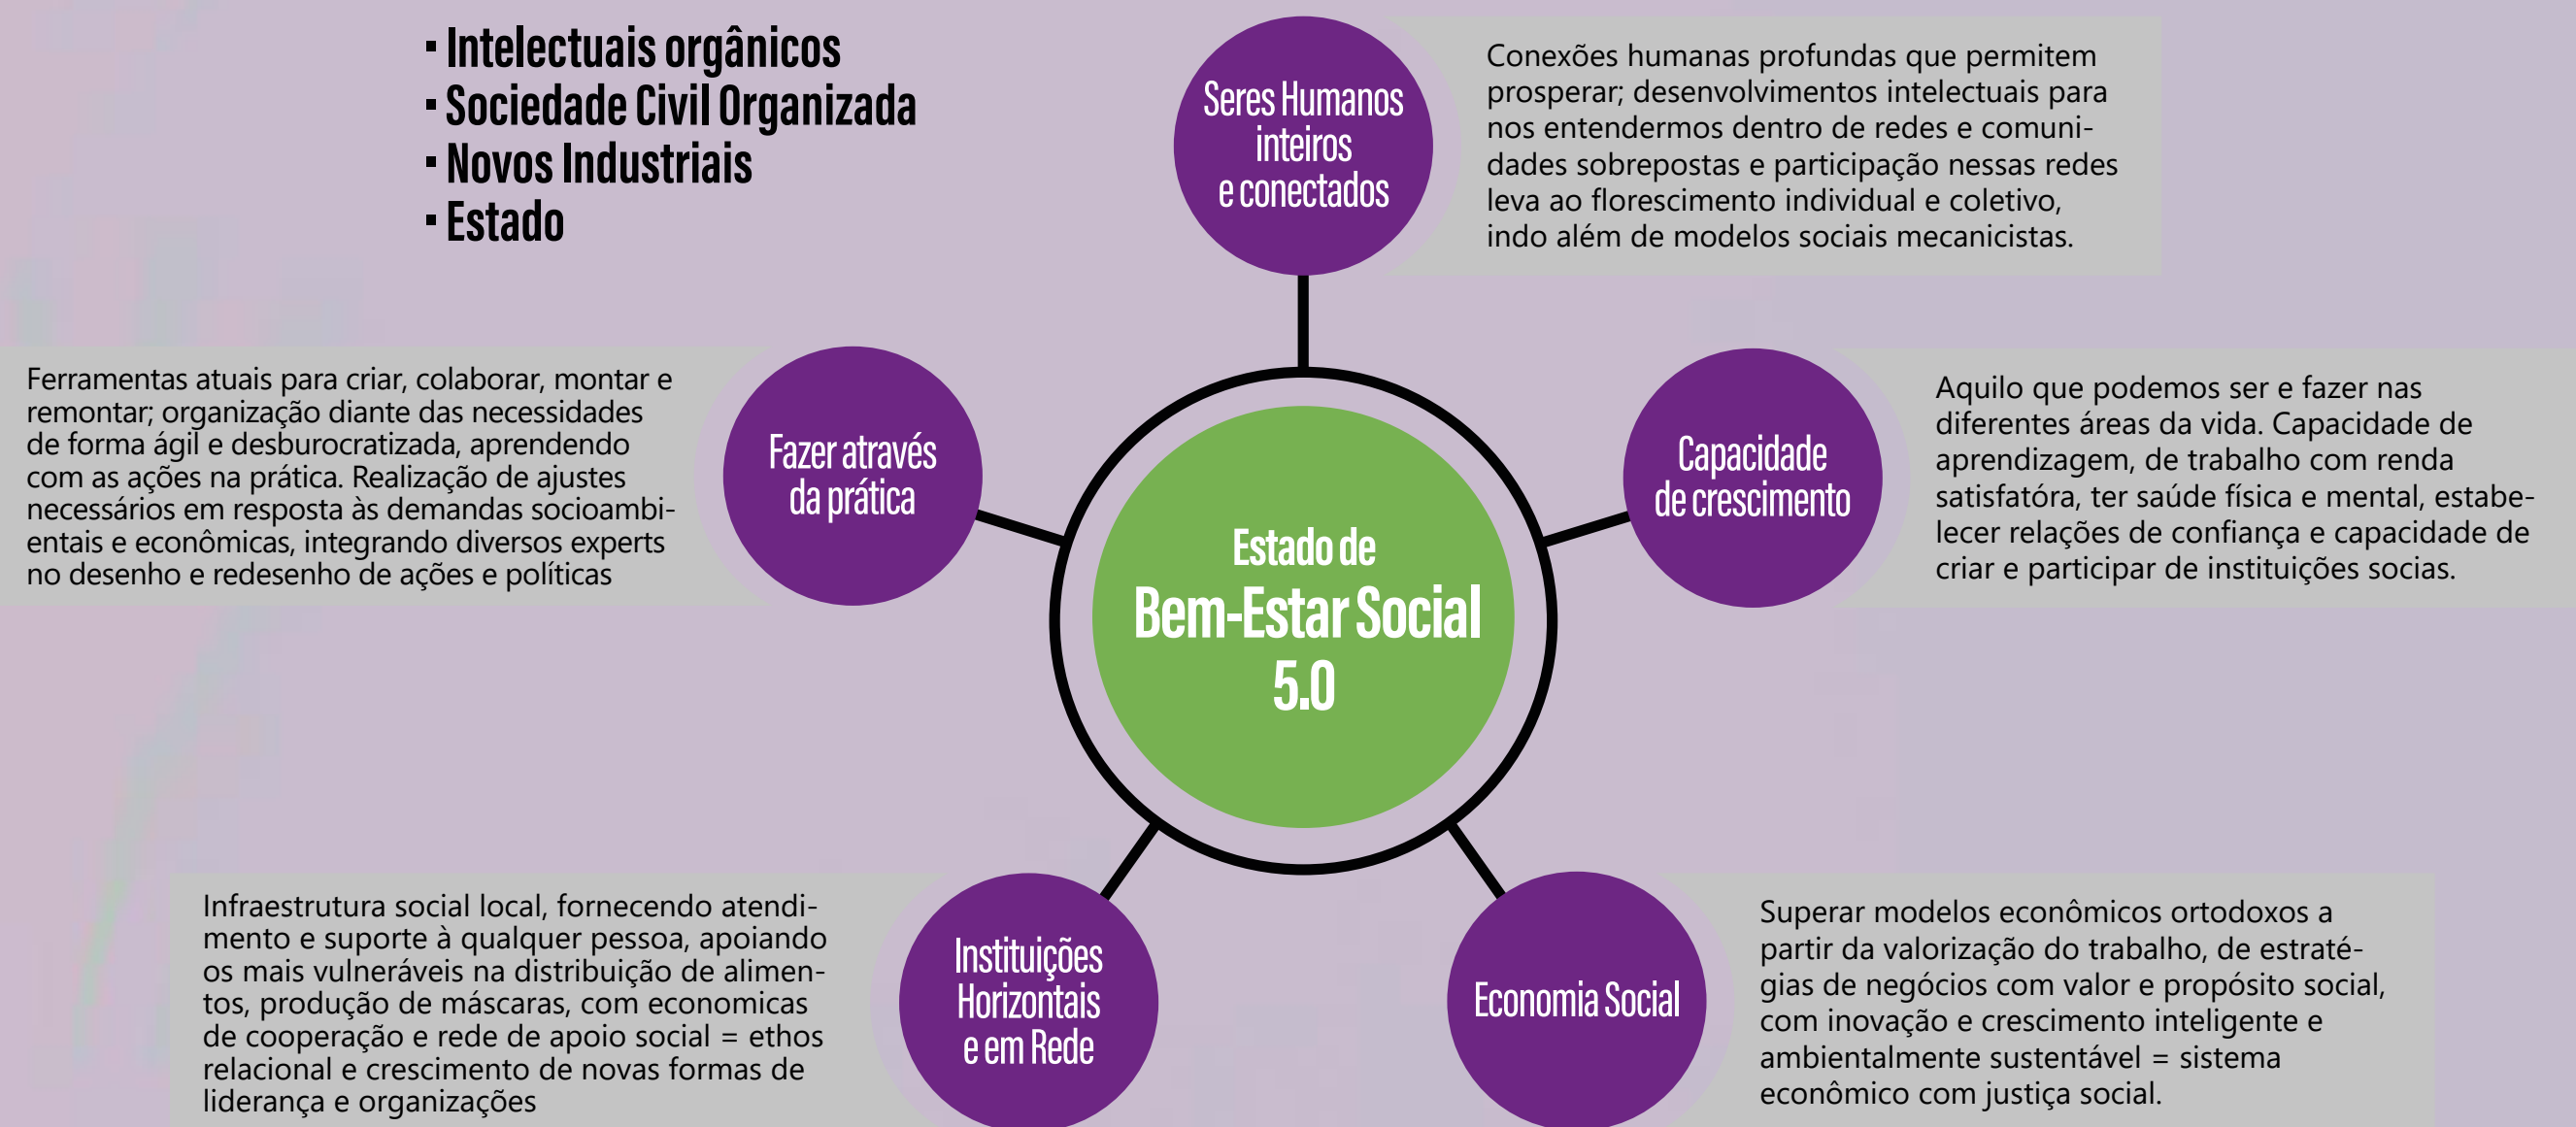 ▪ Intelectuais orgânicos
▪ Sociedade Civil Organizada
▪ Novos Industriais
▪ Estado
Seres Humanos
inteiros
e conectados
Conexões humanas profundas que permitem
prosperar; desenvolvimentos intelectuais para
nos entendermos dentro de redes e comuni-
dades sobrepostas e participação nessas redes
leva ao florescimento individual e coletivo,
indo além de modelos sociais mecanicistas.
Ferramentas atuais para criar, colaborar, montar e
remontar; organização diante das necessidades
de forma ágil e desburocratizada, aprendendo
com as ações na prática. Realização de ajustes
necessários em resposta às demandas socioambi-
entais e econômicas, integrando diversos experts
no desenho e redesenho de ações e políticas
Fazer através
da prática
Estado de
Bem-Estar Social
5.0
Capacidade
de crescimento
Aquilo que podemos ser e fazer nas
diferentes áreas da vida. Capacidade de
aprendizagem, de trabalho com renda
satisfatóra, ter saúde física e mental, estabe-
lecer relações de confiança e capacidade de
criar e participar de instituições socias.
Infraestrutura social local, fornecendo atendi-
mento e suporte à qualquer pessoa, apoiando
os mais vulneráveis na distribuição de alimen-
tos, produção de máscaras, com economicas
de cooperação e rede de apoio social = ethos
relacional e crescimento de novas formas de
liderança e organizações
Instituições
Horizontais
e em Rede
Economia Social
Superar modelos econômicos ortodoxos a
partir da valorização do trabalho, de estraté-
gias de negócios com valor e propósito social,
com inovação e crescimento inteligente e
ambientalmente sustentável = sistema
econômico com justiça social.